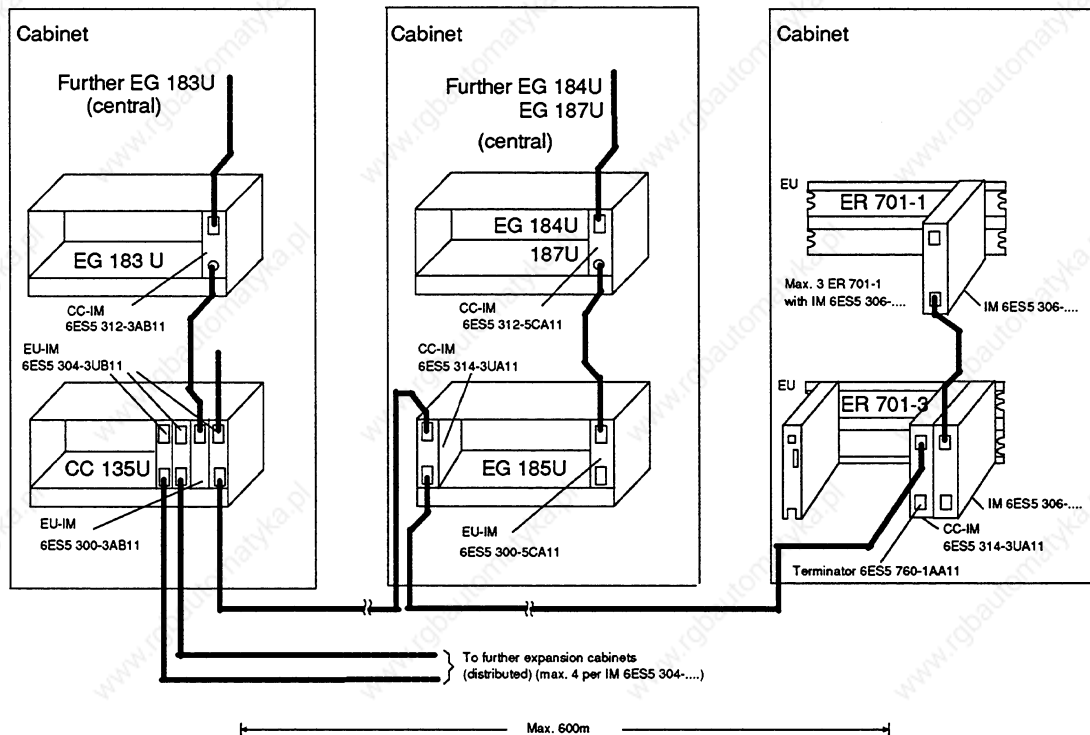 Cabinet
Further EG 183U
(central)
EG 183 U
CC-IM
6ES5 312-3AB11
EU-IM
6ES5 304-3UB11
CC 135U
EU-IM
6ES5 300-3AB11
Cabinet
Further EG 184U
EG 187U
(central)
EG 184U
187U
CC-IM
6ES5 312-5CA11
CC-IM
6ES5 314-3UA11
EG 185U
EU-IM
6ES5 300-5CA11
Cabinet
EU
ER 701-1
Max. 3 ER 701-1
with IM 6ES5 306-....
IM 6ES5 306-....
EU
ER 701-3
IM 6ES5 306-....
CC-IM
6ES5 314-3UA11
Terminator 6ES5 760-1AA11
To further expansion cabinets
(distributed) (max. 4 per IM 6ES5 304-....)
Max. 600m
www.rgbautomatyka.pl